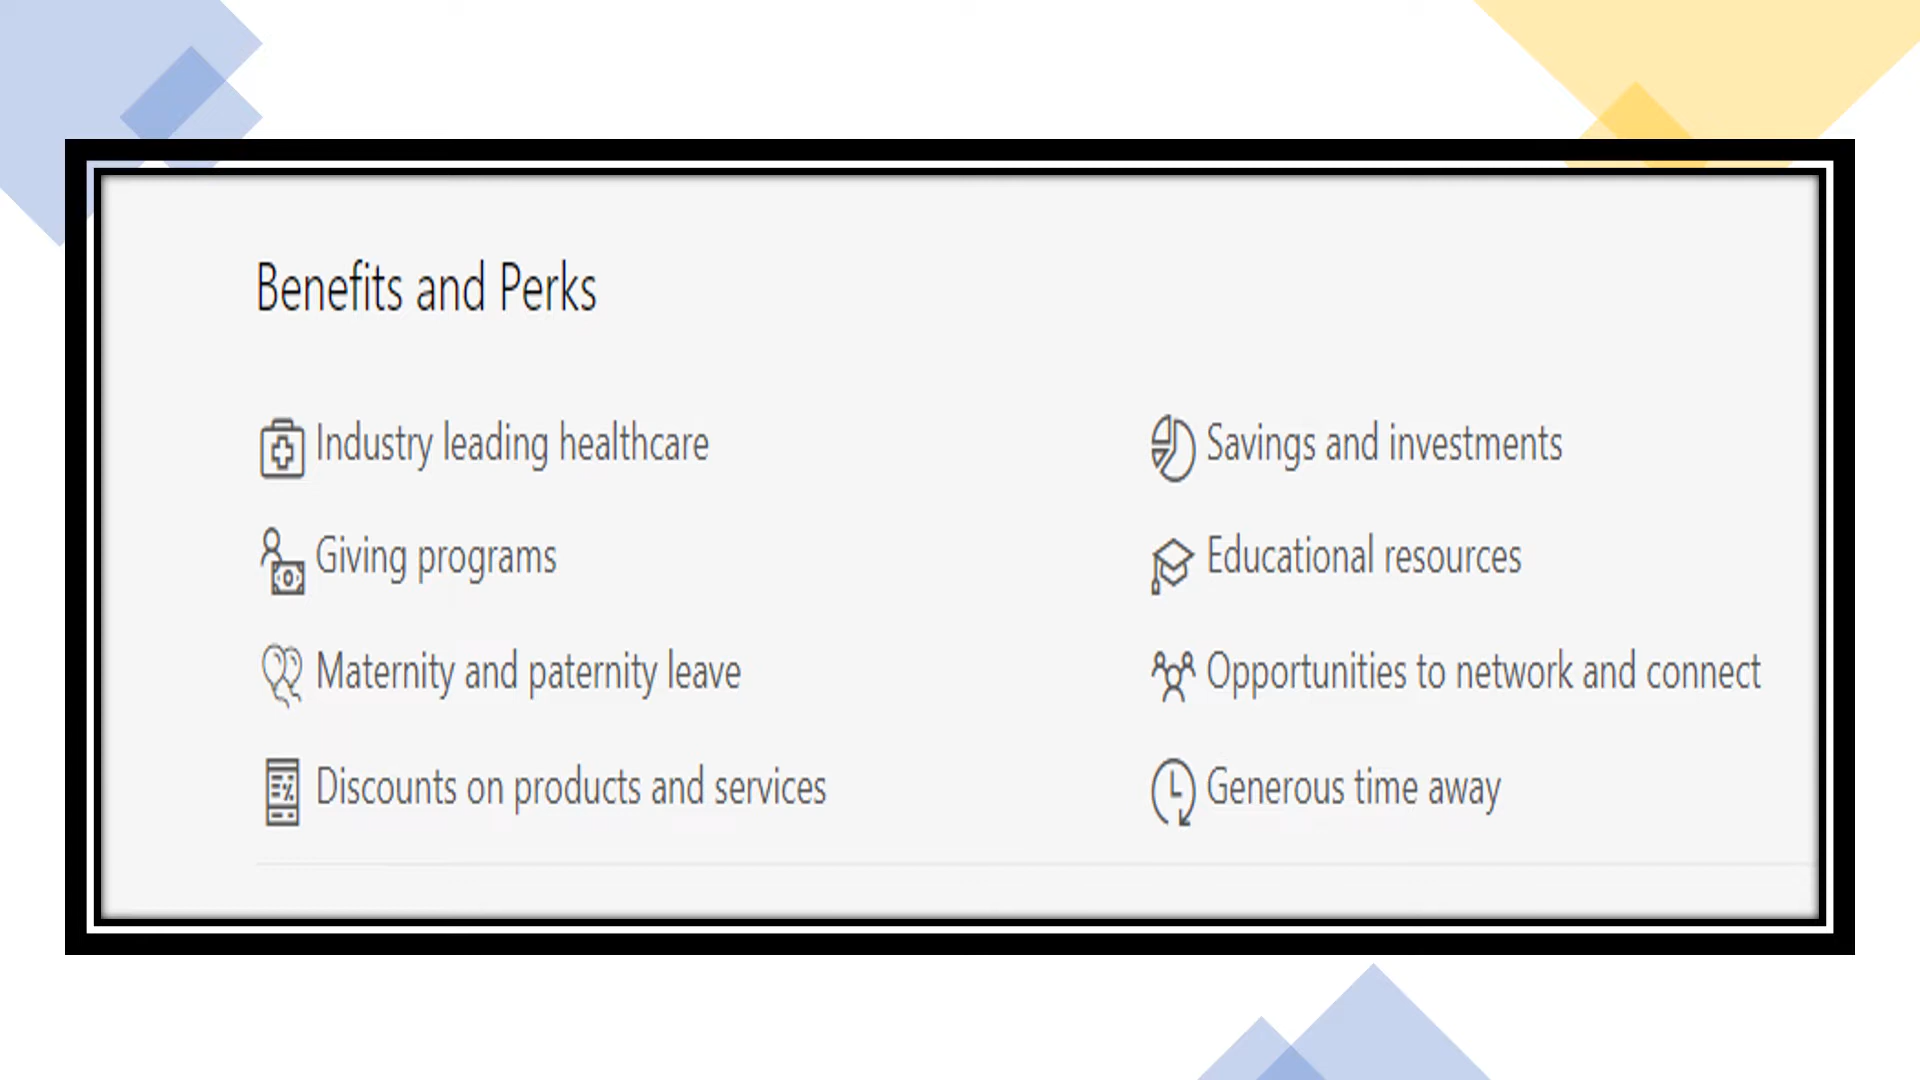 Benefits and Perks
Industry leading healthcare
Savings and investments
Giving programs
Educational resources
Maternity and paternity leave
Opportunities to network and connect
Discounts on products and services
Generous time away